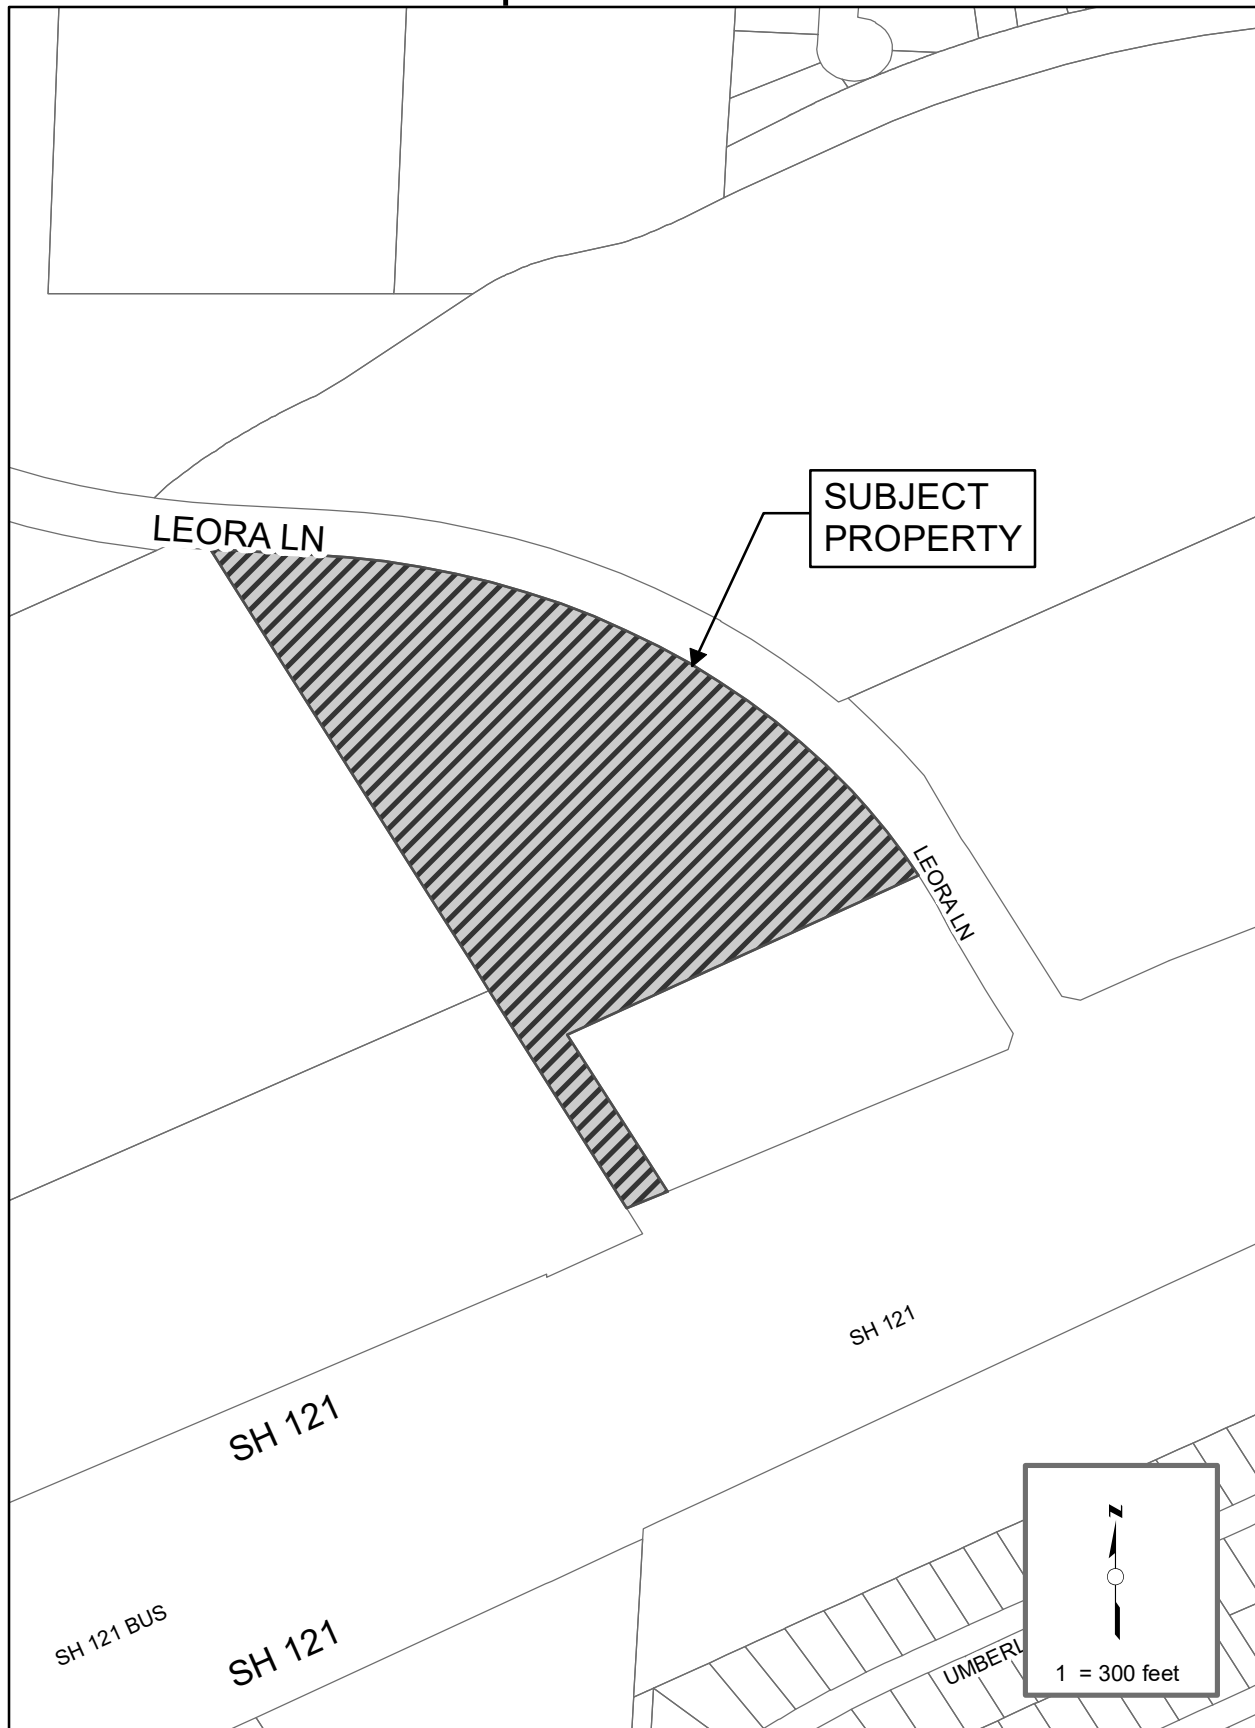 LEORA LN
SUBJECT
PROPERTY
LEORA LN
SH 121
SH 121
SH 121 BUS
SH 121
N
1 = 300 feet